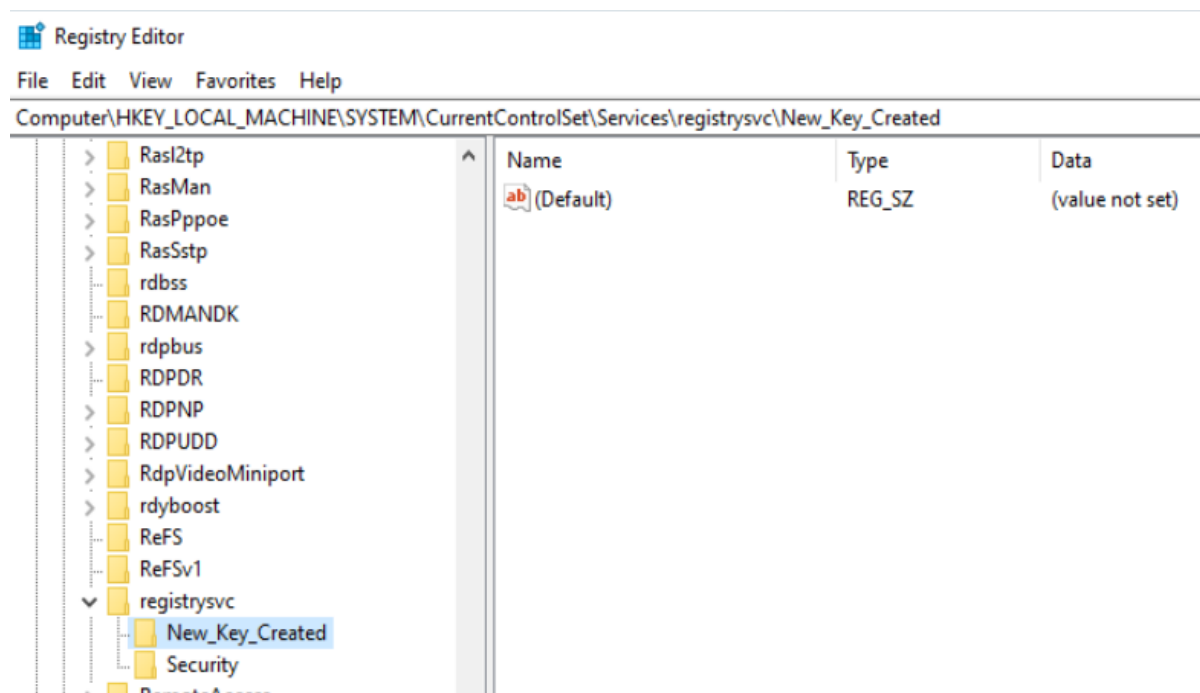 Registry Editor
File Edit View Favorites Help
Computer\HKEY_LOCAL_MACHINE\SYSTEM\CurrentControlSet\Services\registrysvc\New_Key_Created
Rasl2tp
RasMan
RasPppoe
RasSstp
rdbss
RDMANDK
rdpbus
RDPDR
RDPNP
RDPUDD
RdpVideoMiniport
rdyboost
ReFS
ReFSv1
registrysvc
New_Key_Created
Security
Name Type Data
ab (Default) REG_SZ (value not set)